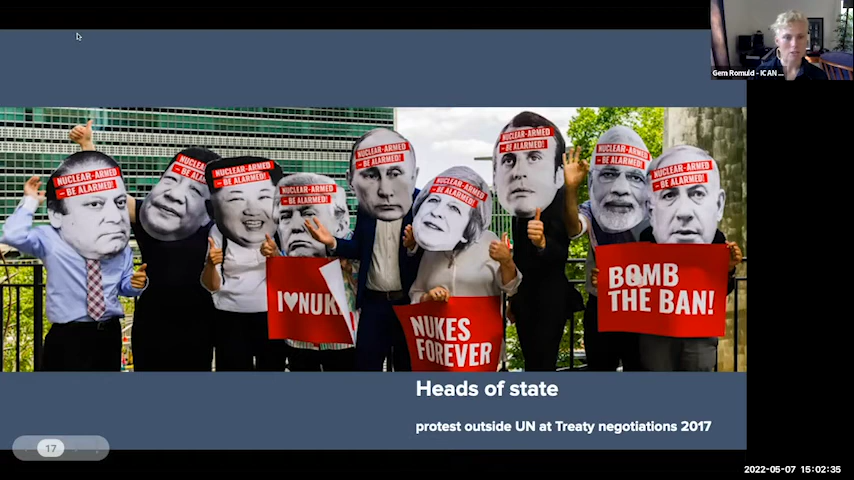 Gem Romuld - ICAN ...
NUCLEAR-ARMED
– BE ALARMED!
NUCLEAR-ARMED
– BE ALARMED!
NUCLEAR-ARMED
– BE ALARMED!
NUCLEAR-ARMED
– BE ALARMED!
NUCLEAR-ARMED
– BE ALARMED!
NUCLEAR-ARMED
– BE ALARMED!
NUCLEAR-ARMED
– BE ALARMED!
NUCLEAR-ARMED
– BE ALARMED!
NUCLEAR-ARMED
– BE ALARMED!
I♥NUK
NUKES
FOREVER
BOMB
THE BAN!
Heads of state
protest outside UN at Treaty negotiations 2017
17
2022-05-07 15:02:35